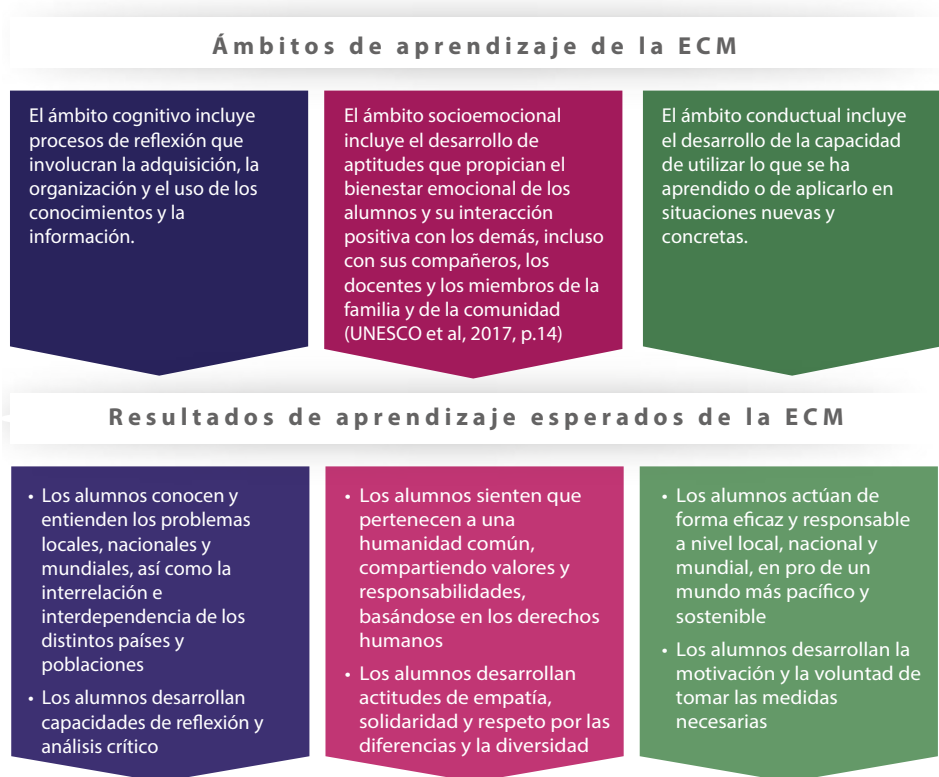 Ámbitos de aprendizaje de la ECM
El ámbito cognitivo incluye
procesos de reflexión que
involucran la adquisición, la
organización y el uso de los
conocimientos y la
información.
El ámbito socioemocional
incluye el desarrollo de
aptitudes que propician el
bienestar emocional de los
alumnos y su interacción
positiva con los demás, incluso
con sus compañeros, los
docentes y los miembros de la
familia y de la comunidad
(UNESCO et al, 2017, p.14)
El ámbito conductual incluye
el desarrollo de la capacidad
de utilizar lo que se ha
aprendido o de aplicarlo en
situaciones nuevas y
concretas.
Resultados de aprendizaje esperados de la ECM
• Los alumnos conocen y
entienden los problemas
locales, nacionales y
mundiales, así como la
interrelación e
interdependencia de los
distintos países y
poblaciones
• Los alumnos desarrollan
capacidades de reflexión y
análisis crítico
• Los alumnos sienten que
pertenecen a una
humanidad común,
compartiendo valores y
responsabilidades,
basándose en los derechos
humanos
• Los alumnos desarrollan
actitudes de empatía,
solidaridad y respeto por las
diferencias y la diversidad
• Los alumnos actúan de
forma eficaz y responsable
a nivel local, nacional y
mundial, en pro de un
mundo más pacífico y
sostenible
• Los alumnos desarrollan la
motivación y la voluntad de
tomar las medidas
necesarias